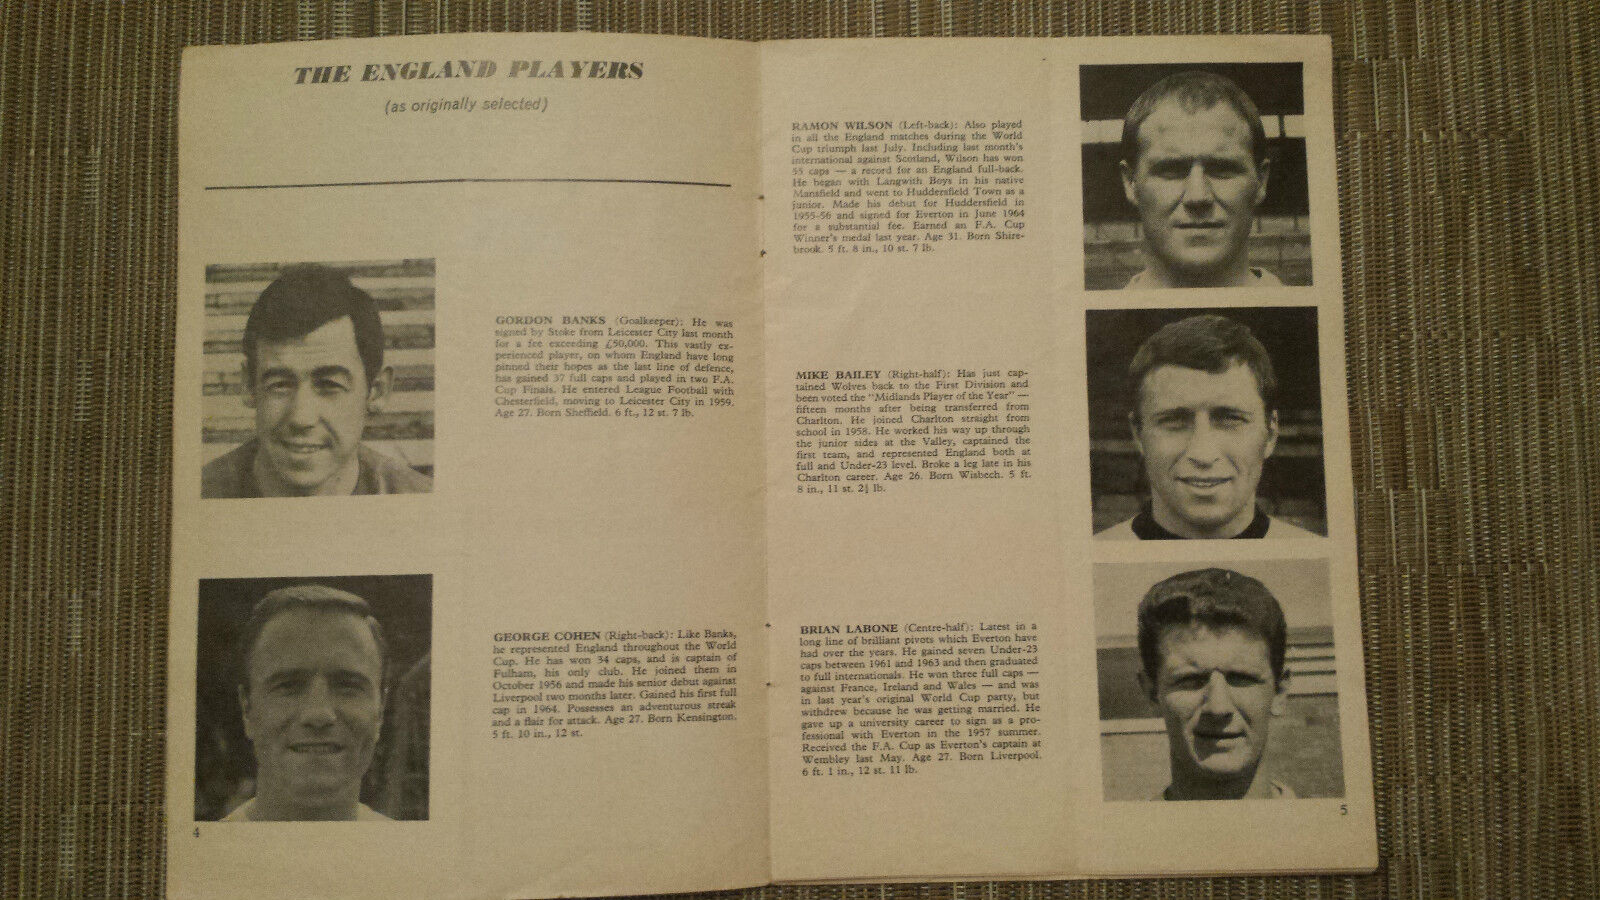 THE ENGLAND PLAYERS
(as originally selected)
GORDON BANKS (Goalkeeper): He was
signed by Stoke from Leicester City last month
for a fee exceeding £50,000. This vastly ex-
perienced player, on whom England have long
pinned their hopes as the last line of defence,
has gained 37 full caps and played in two F.A.
Cup Finals. He entered League Football with
Chesterfield, moving to Leicester City in 1959.
Age 27. Born Sheffield. 6 ft., 12 st. 7 lb.
GEORGE COHEN (Right-back): Like Banks,
he represented England throughout the World
Cup. He has won 34 caps, and is captain of
Fulham, his only club. He joined them in
October 1956 and made his senior debut against
Liverpool two months later. Gained his first full
cap in 1964. Possesses an adventurous streak
and a flair for attack. Age 27. Born Kensington.
5 ft. 10 in., 12 st.
4
RAMON WILSON (Left-back): Also played
in all the England matches during the World
Cup triumph last July. Including last month's
international against Scotland, Wilson has won
55 caps — a record for an England full-back.
He began with Langwith Boys in his native
Mansfield and went to Huddersfield Town as a
junior. Made his debut for Huddersfield in
1955-56 and signed for Everton in June 1964
for a substantial fee. Earned an F.A. Cup
Winner's medal last year. Age 31. Born Shire-
brook. 5 ft. 8 in., 10 st. 7 lb.
MIKE BAILEY (Right-half): Has just cap-
tained Wolves back to the First Division and
been voted the "Midlands Player of the Year" —
fifteen months after being transferred from
Charlton. He joined Charlton straight from
school in 1958. He worked his way up through
the junior sides at the Valley, captained the
first team, and represented England both at
full and Under-23 level. Broke a leg late in his
Charlton career. Age 26. Born Wisbech. 5 ft.
8 in., 11 st. 2½ lb.
BRIAN LABONE (Centre-half): Latest in a
long line of brilliant pivots which Everton have
had over the years. He gained seven Under-23
caps between 1961 and 1963 and then graduated
to full internationals. He won three full caps —
against France, Ireland and Wales — and was
in last year's original World Cup party, but
withdrew because he was getting married. He
gave up a university career to sign as a pro-
fessional with Everton in the 1957 summer.
Received the F.A. Cup as Everton's captain at
Wembley last May. Age 27. Born Liverpool.
6 ft. 1 in., 12 st. 11 lb.
5